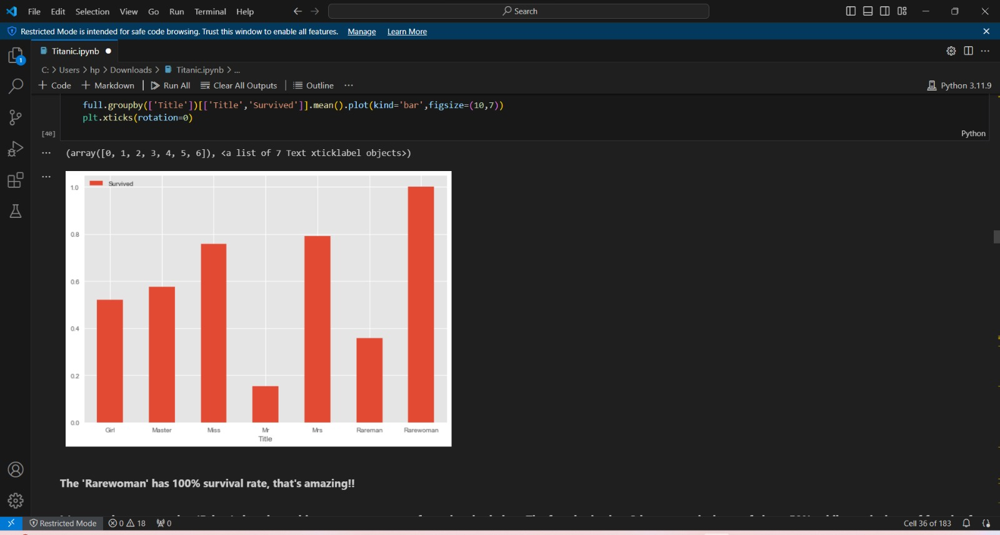 File Edit Selection View Go Run Terminal Help Search
Restricted Mode is intended for safe code browsing. Trust this window to enable all features. Manage Learn More
Titanic.ipynb
C: > Users > hp > Downloads > Titanic.ipynb > ...
+ Code + Markdown Run All Clear All Outputs Outline ... Python 3.11.9
full.groupby(['Title'])[['Title','Survived']].mean().plot(kind='bar',figsize=(10,7))
plt.xticks(rotation=0)
[40] Python
(array([0, 1, 2, 3, 4, 5, 6]), <a list of 7 Text xticklabel objects>)
Survived
1.0
0.8
0.6
0.4
0.2
0.0
Girl Master Miss Mr Mrs Rareman Rarewoman
Title
The 'Rarewoman' has 100% survival rate, that's amazing!!
Restricted Mode 0 18 0 Cell 36 of 183